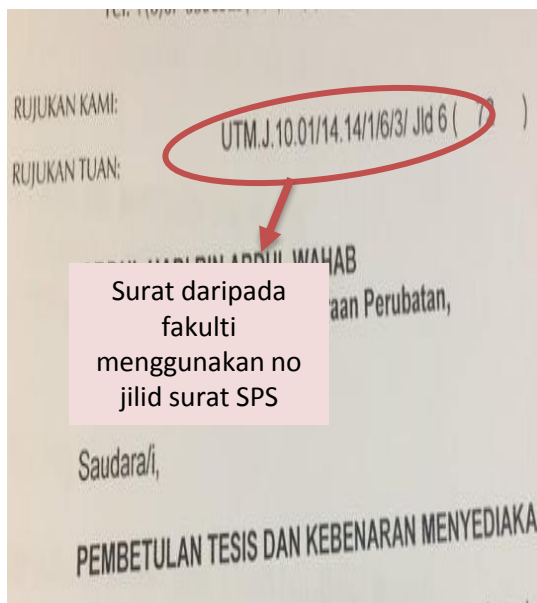 RUJUKAN KAMI:
UTM.J.10.01/14.14/1/6/3/ Jld 6 ( )
RUJUKAN TUAN:
ABDUL WAHAB
Surat daripada
fakulti
menggunakan no
jilid surat SPS
aan Perubatan,
Saudara/i,
PEMBETULAN TESIS DAN KEBENARAN MENYEDIAKA